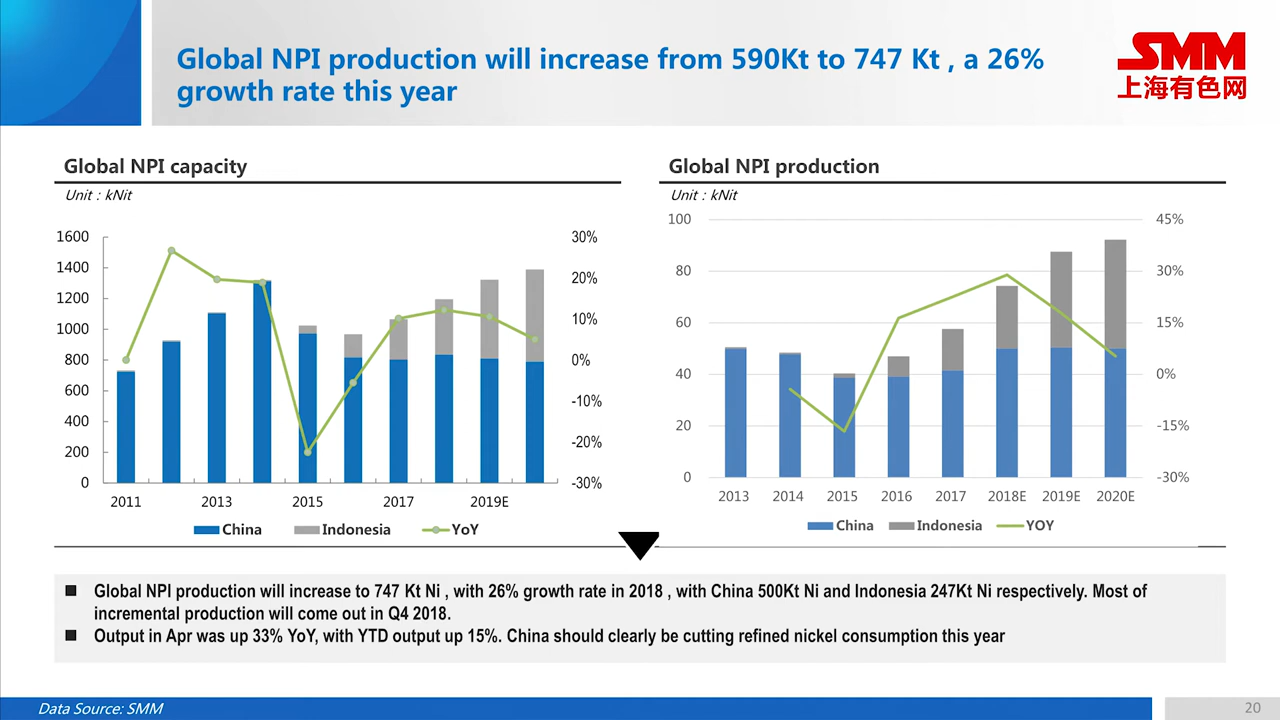 Global NPI production will increase from 590Kt to 747 Kt , a 26%
growth rate this year
SMM
上海有色网
Global NPI capacity
Unit : kNit
1600
1400
1200
1000
800
600
400
200
0
30%
20%
10%
0%
-10%
-20%
-30%
2011 2013 2015 2017 2019E
China Indonesia YoY
Global NPI production
Unit : kNit
100
80
60
40
20
0
45%
30%
15%
0%
-15%
-30%
2013 2014 2015 2016 2017 2018E 2019E 2020E
China Indonesia YOY
Global NPI production will increase to 747 Kt Ni , with 26% growth rate in 2018 , with China 500Kt Ni and Indonesia 247Kt Ni respectively. Most of
incremental production will come out in Q4 2018.
Output in Apr was up 33% YoY, with YTD output up 15%. China should clearly be cutting refined nickel consumption this year
Data Source: SMM
20